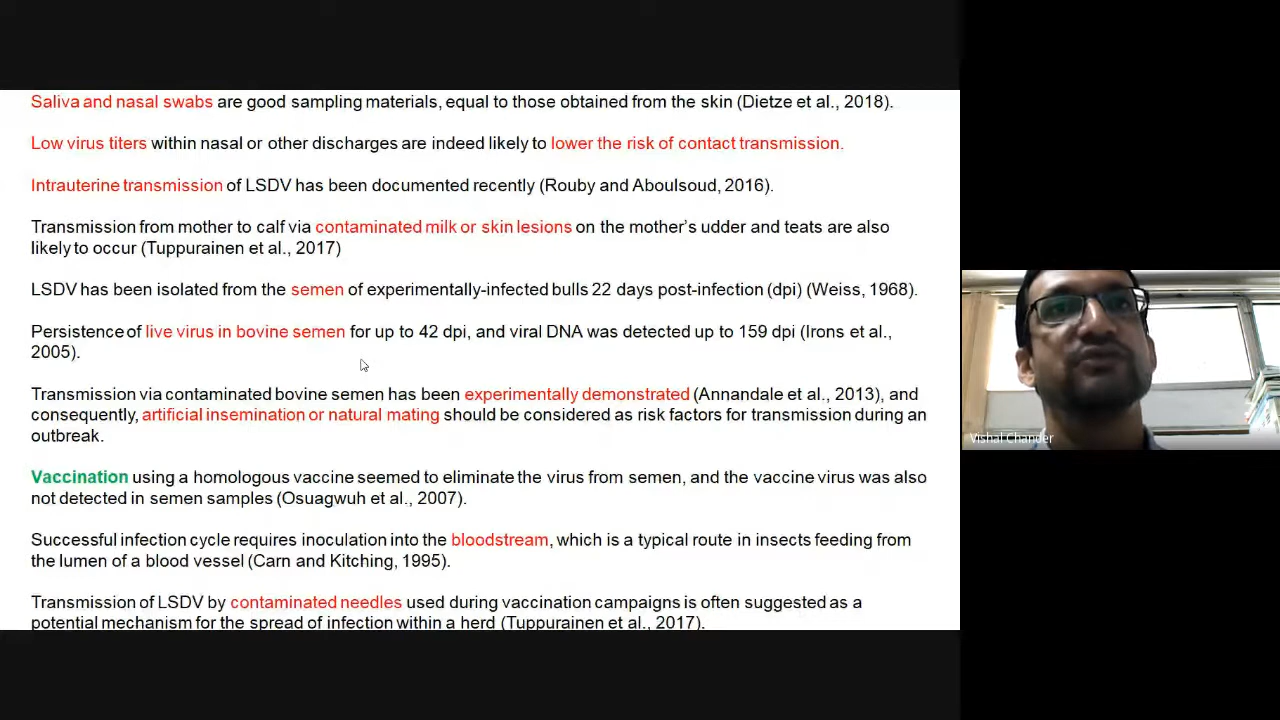 Saliva and nasal swabs are good sampling materials, equal to those obtained from the skin (Dietze et al., 2018).
Low virus titers within nasal or other discharges are indeed likely to lower the risk of contact transmission.
Intrauterine transmission of LSDV has been documented recently (Rouby and Aboulsoud, 2016).
Transmission from mother to calf via contaminated milk or skin lesions on the mother's udder and teats are also
likely to occur (Tuppurainen et al., 2017)
LSDV has been isolated from the semen of experimentally-infected bulls 22 days post-infection (dpi) (Weiss, 1968).
Persistence of live virus in bovine semen for up to 42 dpi, and viral DNA was detected up to 159 dpi (Irons et al.,
2005).
Transmission via contaminated bovine semen has been experimentally demonstrated (Annandale et al., 2013), and
consequently, artificial insemination or natural mating should be considered as risk factors for transmission during an
outbreak.
Vaccination using a homologous vaccine seemed to eliminate the virus from semen, and the vaccine virus was also
not detected in semen samples (Osuagwuh et al., 2007).
Successful infection cycle requires inoculation into the bloodstream, which is a typical route in insects feeding from
the lumen of a blood vessel (Carn and Kitching, 1995).
Transmission of LSDV by contaminated needles used during vaccination campaigns is often suggested as a
potential mechanism for the spread of infection within a herd (Tuppurainen et al., 2017).
Vishal Chander